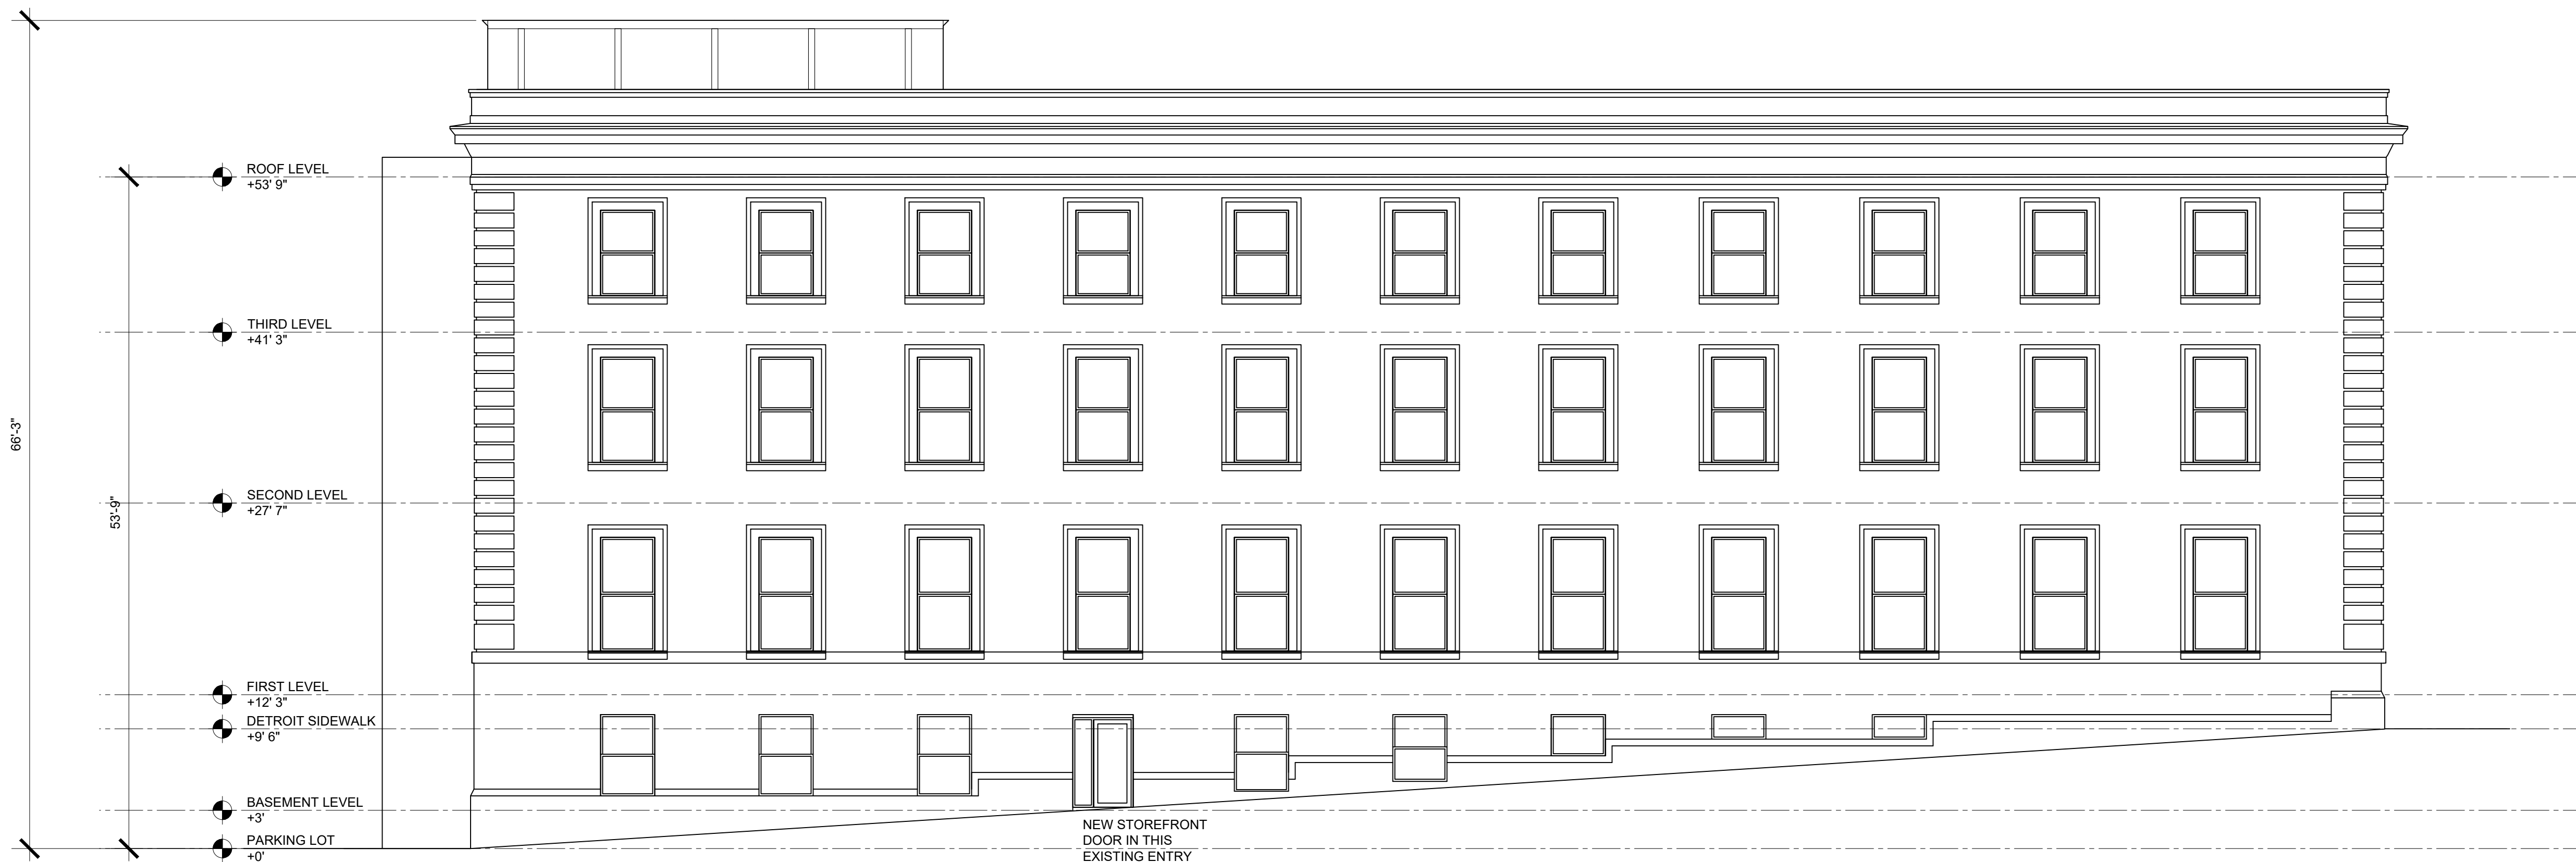 ROOF LEVEL
+53' 9"
THIRD LEVEL
+41' 3"
66'-3"
53'-9"
SECOND LEVEL
+27' 7"
FIRST LEVEL
+12' 3"
DETROIT SIDEWALK
+9' 6"
BASEMENT LEVEL
+3'
PARKING LOT
+0'
NEW STOREFRONT
DOOR IN THIS
EXISTING ENTRY